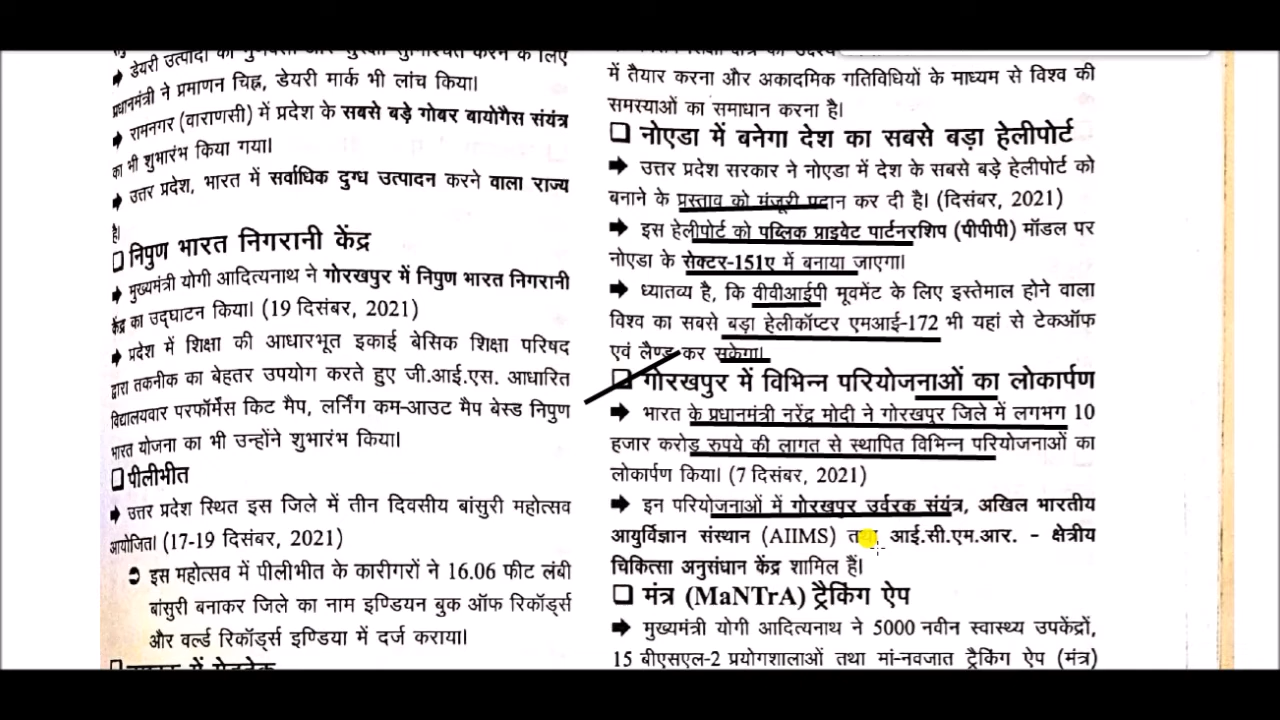 ➔ डेयरी उत्पादों की गुणवत्ता और सुरक्षा सुनिश्चित करने के लिए
प्रधानमंत्री ने प्रमाणन चिह्न, डेयरी मार्क भी लांच किया।
➔ रामनगर (वाराणसी) में प्रदेश के सबसे बड़े गोबर बायोगैस संयंत्र
का भी शुभारंभ किया गया।
➔ उत्तर प्रदेश, भारत में सर्वाधिक दुग्ध उत्पादन करने वाला राज्य
है।
❑ निपुण भारत निगरानी केंद्र
➔ मुख्यमंत्री योगी आदित्यनाथ ने गोरखपुर में निपुण भारत निगरानी
केंद्र का उद्घाटन किया। (19 दिसंबर, 2021)
➔ प्रदेश में शिक्षा की आधारभूत इकाई बेसिक शिक्षा परिषद
द्वारा तकनीक का बेहतर उपयोग करते हुए जी.आई.एस. आधारित
विद्यालयवार परफॉर्मेंस किट मैप, लर्निंग कम-आउट मैप बेस्ड निपुण
भारत योजना का भी उन्होंने शुभारंभ किया।
❑ पीलीभीत
➔ उत्तर प्रदेश स्थित इस जिले में तीन दिवसीय बांसुरी महोत्सव
आयोजित। (17-19 दिसंबर, 2021)
➲ इस महोत्सव में पीलीभीत के कारीगरों ने 16.06 फीट लंबी
बांसुरी बनाकर जिले का नाम इण्डियन बुक ऑफ रिकॉर्ड्स
और वर्ल्ड रिकॉर्ड्स इण्डिया में दर्ज कराया।
में तैयार करना और अकादमिक गतिविधियों के माध्यम से विश्व की
समस्याओं का समाधान करना है।
❑ नोएडा में बनेगा देश का सबसे बड़ा हेलीपोर्ट
➔ उत्तर प्रदेश सरकार ने नोएडा में देश के सबसे बड़े हेलीपोर्ट को
बनाने के प्रस्ताव को मंजूरी प्रदान कर दी है। (दिसंबर, 2021)
➔ इस हेलीपोर्ट को पब्लिक प्राइवेट पार्टनरशिप (पीपीपी) मॉडल पर
नोएडा के सेक्टर-151ए में बनाया जाएगा।
➔ ध्यातव्य है, कि वीवीआईपी मूवमेंट के लिए इस्तेमाल होने वाला
विश्व का सबसे बड़ा हेलीकॉप्टर एमआई-172 भी यहां से टेकऑफ
एवं लैण्ड कर सकेगा।
❑ गोरखपुर में विभिन्न परियोजनाओं का लोकार्पण
➔ भारत के प्रधानमंत्री नरेंद्र मोदी ने गोरखपुर जिले में लगभग 10
हजार करोड़ रुपये की लागत से स्थापित विभिन्न परियोजनाओं का
लोकार्पण किया। (7 दिसंबर, 2021)
➔ इन परियोजनाओं में गोरखपुर उर्वरक संयंत्र, अखिल भारतीय
आयुर्विज्ञान संस्थान (AIIMS) तथा आई.सी.एम.आर. - क्षेत्रीय
चिकित्सा अनुसंधान केंद्र शामिल हैं।
❑ मंत्र (MaNTrA) ट्रैकिंग ऐप
➔ मुख्यमंत्री योगी आदित्यनाथ ने 5000 नवीन स्वास्थ्य उपकेंद्रों,
15 बीएसएल-2 प्रयोगशालाओं तथा मां-नवजात ट्रैकिंग ऐप (मंत्र)